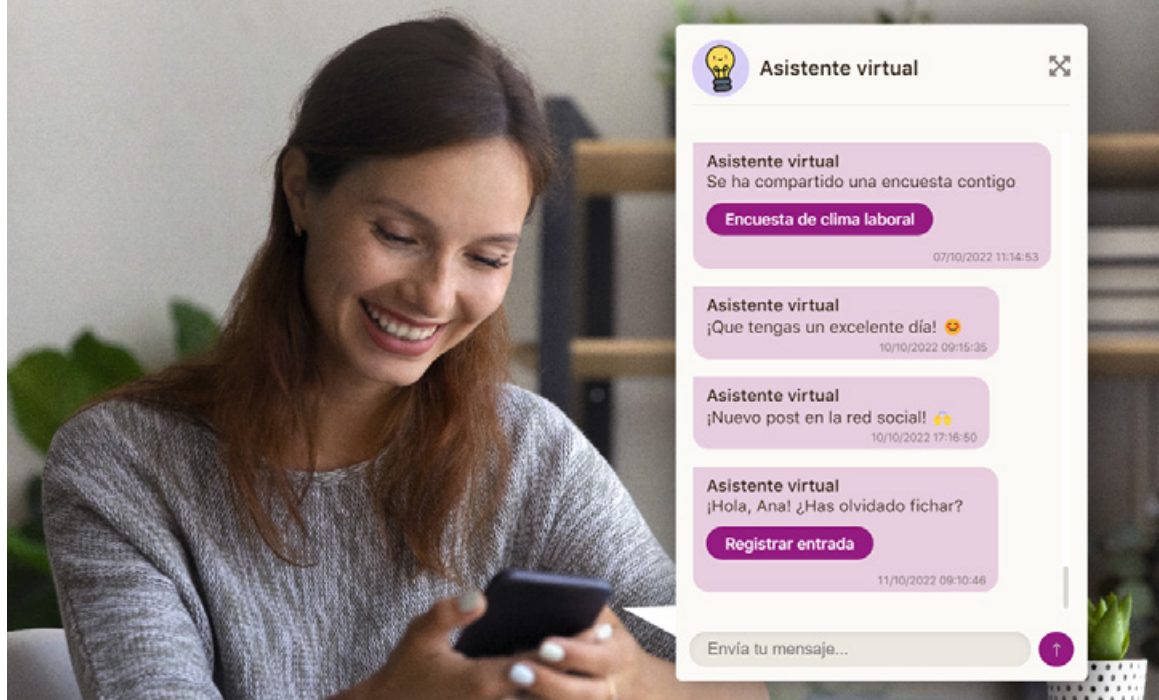 Asistente virtual
Asistente virtual
Se ha compartido una encuesta contigo
Encuesta de clima laboral
07/10/2022 11:14:53
Asistente virtual
¡Que tengas un excelente día! 😊
10/10/2022 09:15:35
Asistente virtual
¡Nuevo post en la red social! 🙌
10/10/2022 17:16:50
Asistente virtual
¡Hola, Ana! ¿Has olvidado fichar?
Registrar entrada
11/10/2022 09:10:46
Envía tu mensaje...